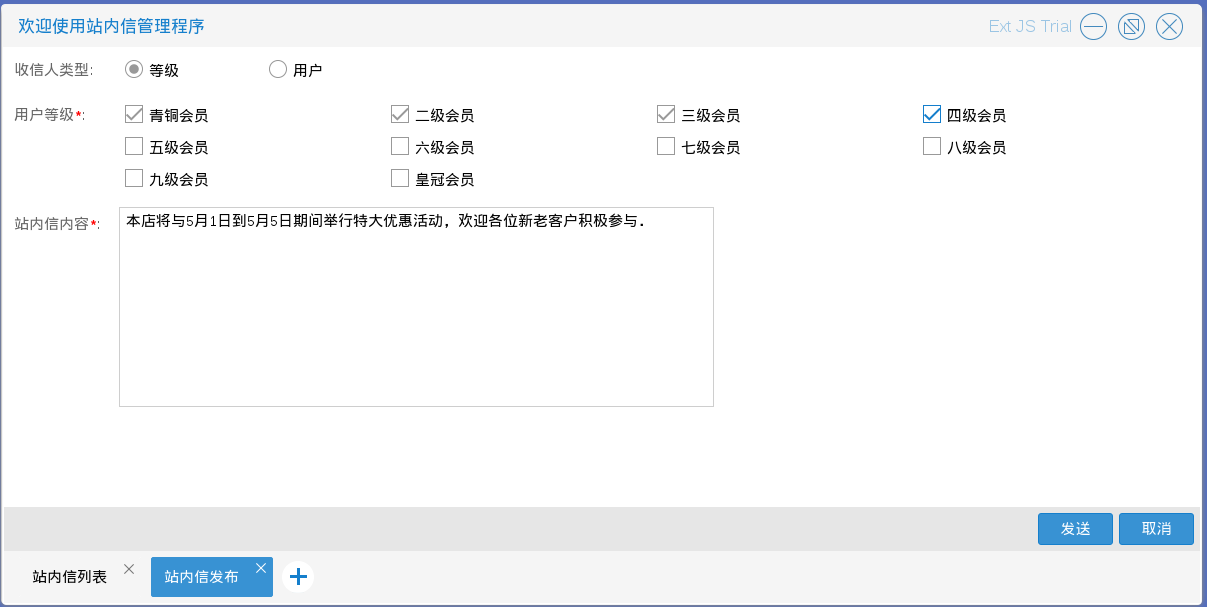 欢迎使用站内信管理程序 Ext JS Trial
收信人类型: 等级 用户
用户等级*: 青铜会员 二级会员 三级会员 四级会员
五级会员 六级会员 七级会员 八级会员
九级会员 皇冠会员
站内信内容*: 本店将与5月1日到5月5日期间举行特大优惠活动，欢迎各位新老客户积极参与.
发送 取消
站内信列表 站内信发布